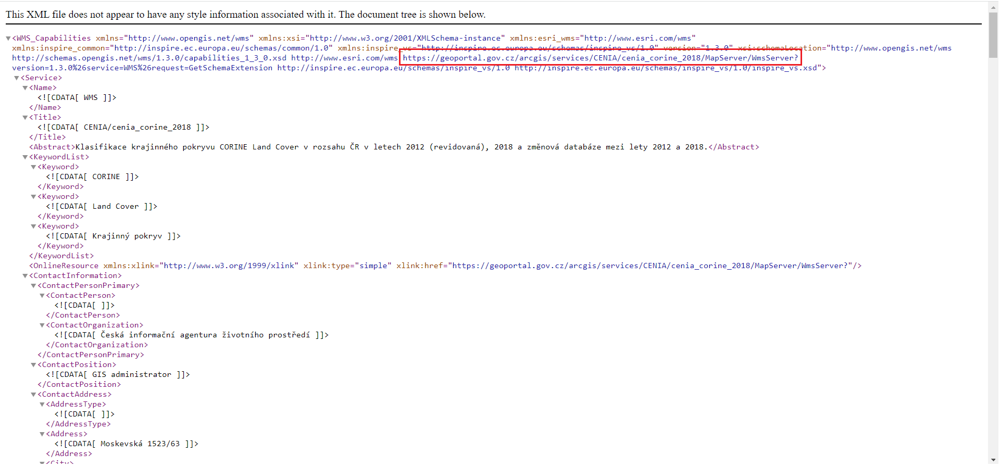 This XML file does not appear to have any style information associated with it. The document tree is shown below.
▼<WMS_Capabilities xmlns="http://www.opengis.net/wms" xmlns:xsi="http://www.w3.org/2001/XMLSchema-instance" xmlns:esri_wms="http://www.esri.com/wms"
xmlns:inspire_common="http://inspire.ec.europa.eu/schemas/common/1.0" xmlns:inspire_vs="http://inspire.ec.europa.eu/schemas/inspire_vs/1.0" version="1.3.0" xsi:schemaLocation="http://www.opengis.net/wms
http://schemas.opengis.net/wms/1.3.0/capabilities_1_3_0.xsd http://www.esri.com/wms https://geoportal.gov.cz/arcgis/services/CENIA/cenia_corine_2018/MapServer/WmsServer?
version=1.3.0%26service=WMS%26request=GetSchemaExtension http://inspire.ec.europa.eu/schemas/inspire_vs/1.0 http://inspire.ec.europa.eu/schemas/inspire_vs/1.0/inspire_vs.xsd">
▼<Service>
▼<Name>
<![CDATA[ WMS ]]>
</Name>
▼<Title>
<![CDATA[ CENIA/cenia_corine_2018 ]]>
</Title>
<Abstract>Klasifikace krajinného pokryvu CORINE Land Cover v rozsahu ČR v letech 2012 (revidovaná), 2018 a změnová databáze mezi lety 2012 a 2018.</Abstract>
▼<KeywordList>
▼<Keyword>
<![CDATA[ CORINE ]]>
</Keyword>
▼<Keyword>
<![CDATA[ Land Cover ]]>
</Keyword>
▼<Keyword>
<![CDATA[ Krajinný pokryv ]]>
</Keyword>
</KeywordList>
<OnlineResource xmlns:xlink="http://www.w3.org/1999/xlink" xlink:type="simple" xlink:href="https://geoportal.gov.cz/arcgis/services/CENIA/cenia_corine_2018/MapServer/WmsServer?"/>
▼<ContactInformation>
▼<ContactPersonPrimary>
▼<ContactPerson>
<![CDATA[ ]]>
</ContactPerson>
▼<ContactOrganization>
<![CDATA[ Česká informační agentura životního prostředí ]]>
</ContactOrganization>
</ContactPersonPrimary>
▼<ContactPosition>
<![CDATA[ GIS administrator ]]>
</ContactPosition>
▼<ContactAddress>
▼<AddressType>
<![CDATA[ ]]>
</AddressType>
▼<Address>
<![CDATA[ Moskevská 1523/63 ]]>
</Address>
▼<City>